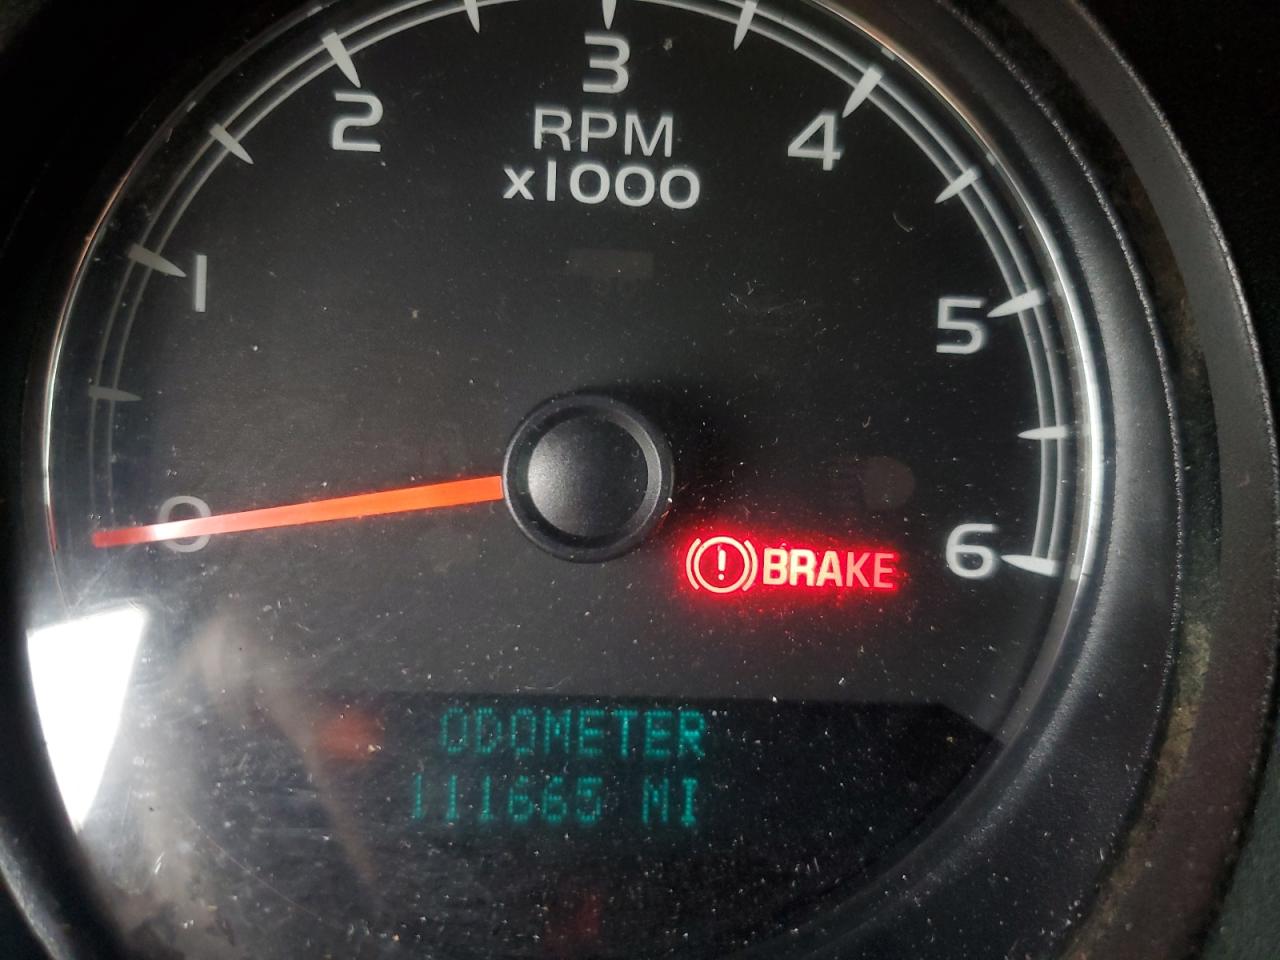 3
2
4
RPM
x1000
1
5
0
6
(!) BRAKE
ODOMETER
111665 MI